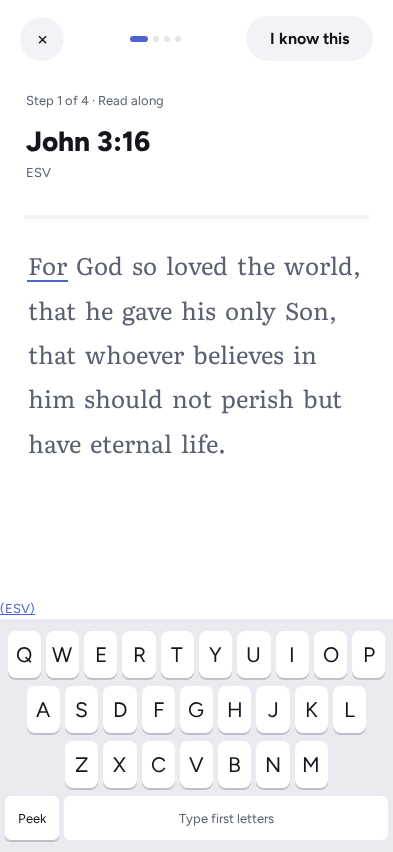 ×
I know this
Step 1 of 4 · Read along
John 3:16
ESV
For God so loved the world,
that he gave his only Son,
that whoever believes in
him should not perish but
have eternal life.
(ESV)
Q W E R T Y U I O P
A S D F G H J K L
Z X C V B N M
Peek Type first letters